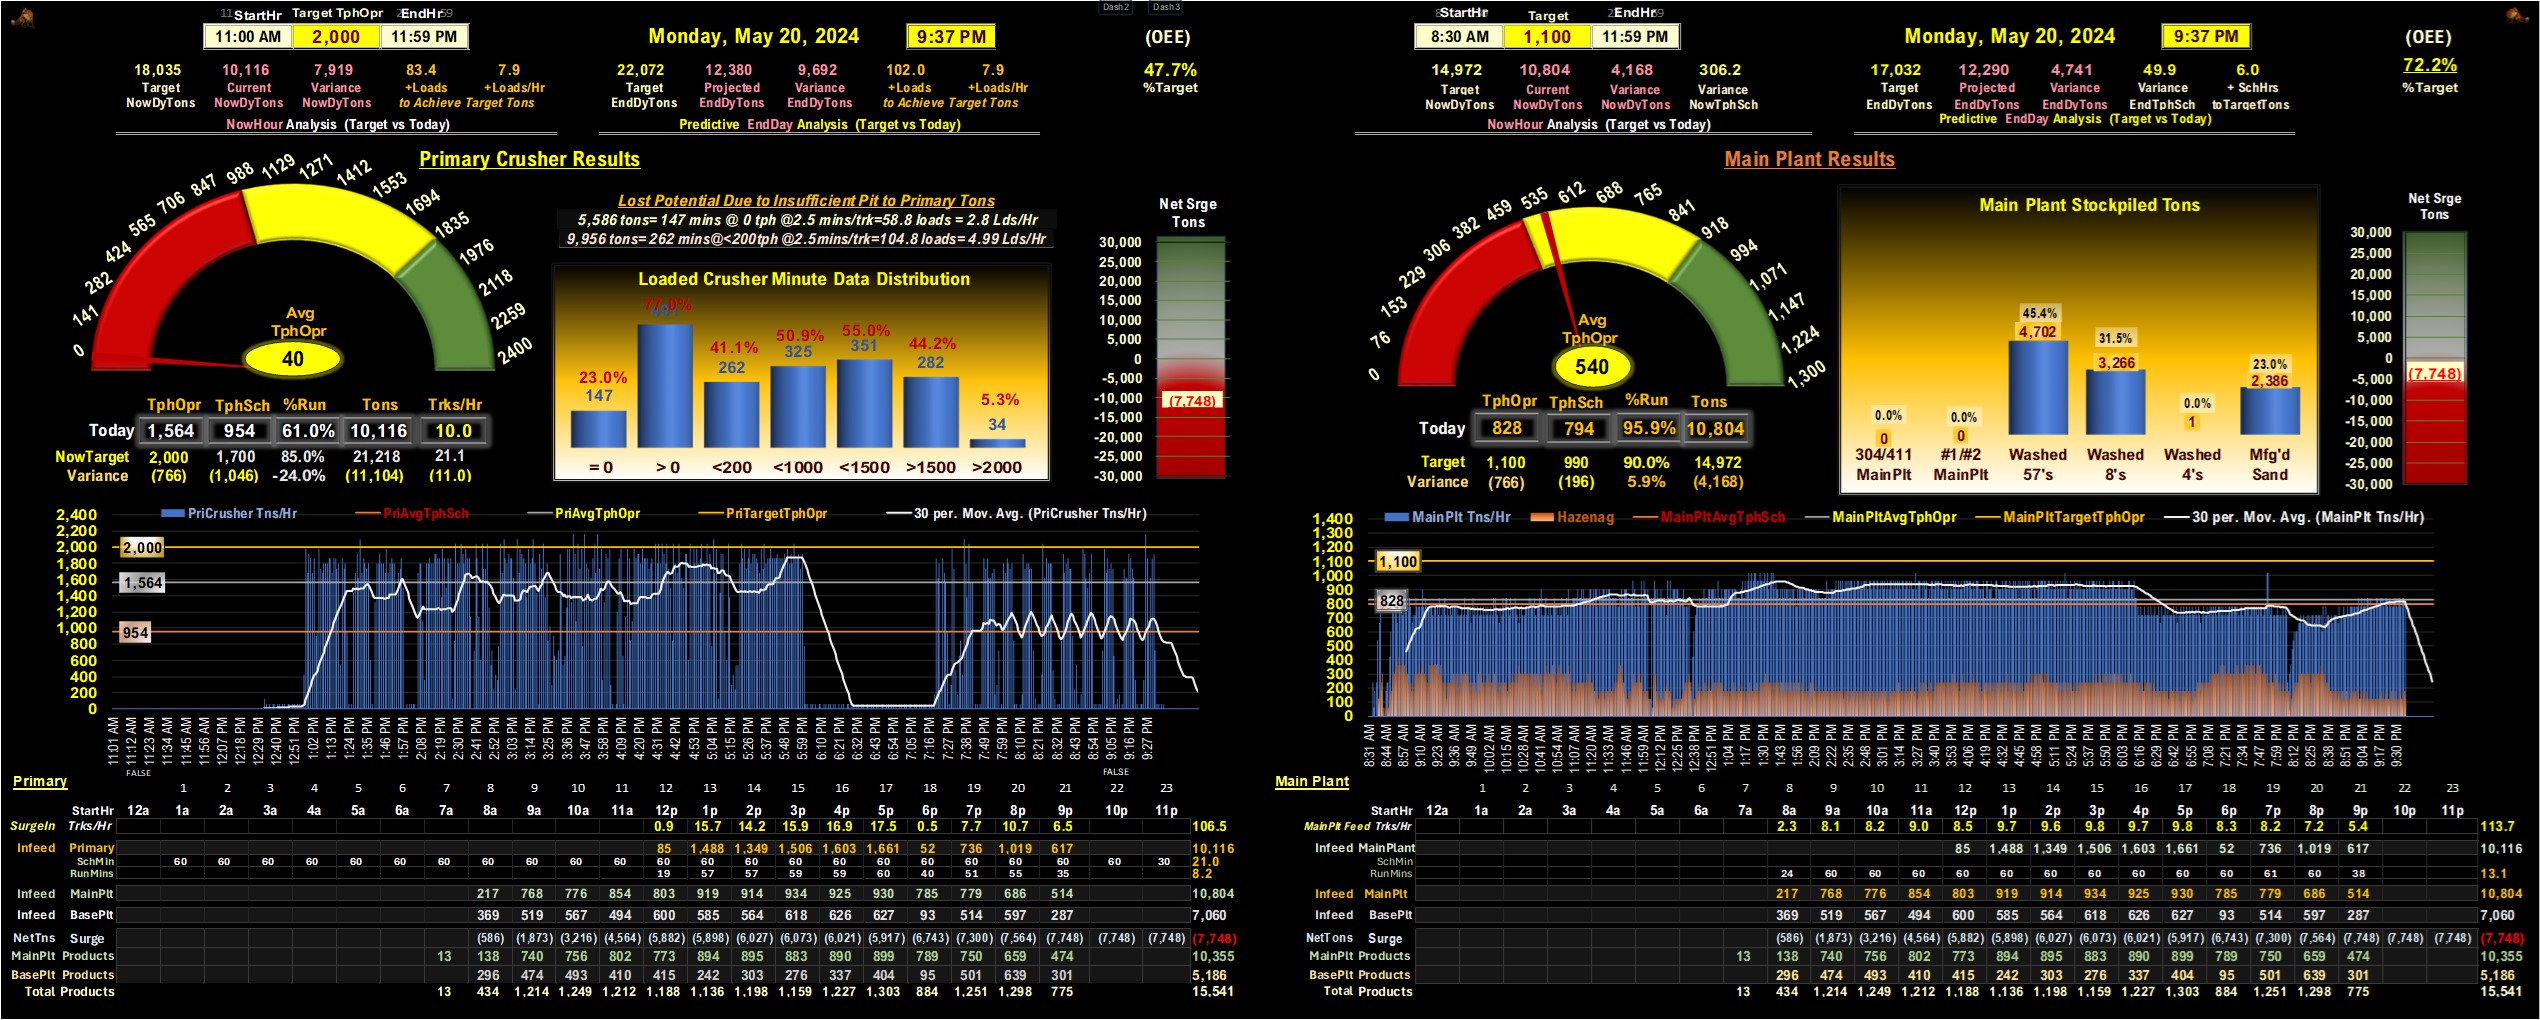 StartHr Target TphOpr EndHr
11:00 AM 2,000 11:59 PM
Monday, May 20, 2024 9:37 PM
(OEE)
47.7%
%Target
Dash2 Dash3
18,035 10,116 7,919 83.4 7.9
Target Current Variance +Loads +Loads/Hr
NowDyTons NowDyTons NowDyTons to Achieve Target Tons
NowHour Analysis (Target vs Today)
22,072 12,380 9,692 102.0 7.9
Target Projected Variance +Loads +Loads/Hr
EndDyTons EndDyTons EndDyTons to Achieve Target Tons
Predictive EndDay Analysis (Target vs Today)
Primary Crusher Results
0 141 282 424 565 706 847 988 1129 1271 1412 1553 1694 1835 1976 2118 2259 2400
Avg
TphOpr
40
TphOpr TphSch %Run Tons Trks/Hr
Today 1,564 954 61.0% 10,116 10.0
NowTarget 2,000 1,700 85.0% 21,218 21.1
Variance (766) (1,046) -24.0% (11,104) (11.0)
Lost Potential Due to Insufficient Pit to Primary Tons
5,586 tons= 147 mins @ 0 tph @2.5 mins/trk=58.8 loads = 2.8 Lds/Hr
9,956 tons= 262 mins@<200tph @2.5mins/trk=104.8 loads= 4.99 Lds/Hr
Loaded Crusher Minute Data Distribution
23.0% 77.0% 41.1% 50.9% 55.0% 44.2% 5.3%
147 262 325 351 282 34
= 0 > 0 <200 <1000 <1500 >1500 >2000
Net Srge
Tons
30,000
25,000
20,000
15,000
10,000
5,000
0
-5,000
-10,000
-15,000
-20,000
-25,000
-30,000
(7,748)
PriCrusher Tns/Hr PriAvgTphSch PriAvgTphOpr PriTargetTphOpr 30 per. Mov. Avg. (PriCrusher Tns/Hr)
2,400
2,200
2,000
1,800
1,600
1,400
1,200
1,000
800
600
400
200
0
2,000
1,564
954
11:01 AM 11:12 AM 11:23 AM 11:34 AM 11:45 AM 11:56 AM 12:07 PM 12:18 PM 12:29 PM 12:40 PM 12:51 PM 1:02 PM 1:13 PM 1:24 PM 1:35 PM 1:46 PM 1:57 PM 2:08 PM 2:19 PM 2:30 PM 2:41 PM 2:52 PM 3:03 PM 3:14 PM 3:25 PM 3:36 PM 3:47 PM 3:58 PM 4:09 PM 4:20 PM 4:31 PM 4:42 PM 4:53 PM 5:04 PM 5:15 PM 5:26 PM 5:37 PM 5:48 PM 5:59 PM 6:10 PM 6:21 PM 6:32 PM 6:43 PM 6:54 PM 7:05 PM 7:16 PM 7:27 PM 7:38 PM 7:49 PM 7:59 PM 8:10 PM 8:21 PM 8:32 PM 8:43 PM 8:54 PM 9:05 PM 9:16 PM 9:27 PM
FALSE FALSE
Primary
1 2 3 4 5 6 7 8 9 10 11 12 13 14 15 16 17 18 19 20 21 22 23
StartHr 12a 1a 2a 3a 4a 5a 6a 7a 8a 9a 10a 11a 12p 1p 2p 3p 4p 5p 6p 7p 8p 9p 10p 11p
SurgeIn Trks/Hr 0.9 15.7 14.2 15.9 16.9 17.5 0.5 7.7 10.7 6.5 106.5
Infeed Primary 85 1,488 1,349 1,506 1,603 1,661 52 736 1,019 617 10,116
SchMin 60 60 60 60 60 60 60 60 60 60 60 60 60 60 60 60 60 60 60 60 60 60 30 21.0
RunMins 19 57 57 59 59 60 40 51 55 35 8.2
Infeed MainPlt 217 768 776 854 803 919 914 934 925 930 785 779 686 514 10,804
Infeed BasePlt 369 519 567 494 600 585 564 618 626 627 93 514 597 287 7,060
NetTns Surge (586) (1,873) (3,216) (4,564) (5,882) (5,898) (6,027) (6,073) (6,021) (5,917) (6,743) (7,300) (7,564) (7,748) (7,748) (7,748) (7,748)
MainPlt Products 13 138 740 756 802 773 894 895 883 890 899 789 750 659 474 10,355
BasePlt Products 296 474 493 410 415 242 303 276 337 404 95 501 639 301 5,186
Total Products 13 434 1,214 1,249 1,212 1,188 1,136 1,198 1,159 1,227 1,303 884 1,251 1,298 775 15,541
StartHr Target EndHr
8:30 AM 1,100 11:59 PM
Monday, May 20, 2024 9:37 PM
(OEE)
72.2%
%Target
14,972 10,804 4,168 306.2
Target Current Variance Variance
NowDyTons NowDyTons NowDyTons NowTphSch
NowHour Analysis (Target vs Today)
17,032 12,290 4,741 49.9 6.0
Target Projected Variance Variance + SchHrs
EndDyTons EndDyTons EndDyTons EndTphSch toTargetTons
Predictive EndDay Analysis (Target vs Today)
Main Plant Results
0 76 153 229 306 382 459 535 612 688 765 841 918 994 1,071 1,147 1,224 1,300
Avg
TphOpr
540
TphOpr TphSch %Run Tons
Today 828 794 95.9% 10,804
Target 1,100 990 90.0% 14,972
Variance (766) (196) 5.9% (4,168)
Main Plant Stockpiled Tons
0.0% 0.0% 45.4% 31.5% 0.0% 23.0%
0 0 4,702 3,266 1 2,386
304/411 #1/#2 Washed Washed Washed Mfg'd
MainPlt MainPlt 57's 8's 4's Sand
Net Srge
Tons
30,000
25,000
20,000
15,000
10,000
5,000
0
-5,000
-10,000
-15,000
-20,000
-25,000
-30,000
(7,748)
MainPlt Tns/Hr Hazenag MainPltAvgTphSch MainPltAvgTphOpr MainPltTargetTphOpr 30 per. Mov. Avg. (MainPlt Tns/Hr)
1,400
1,300
1,200
1,100
1,000
900
800
700
600
500
400
300
200
100
0
1,100
828
8:31 AM 8:44 AM 8:57 AM 9:10 AM 9:23 AM 9:36 AM 9:49 AM 10:02 AM 10:15 AM 10:28 AM 10:41 AM 10:54 AM 11:07 AM 11:20 AM 11:33 AM 11:46 AM 11:59 AM 12:12 PM 12:25 PM 12:38 PM 12:51 PM 1:04 PM 1:17 PM 1:30 PM 1:43 PM 1:56 PM 2:09 PM 2:22 PM 2:35 PM 2:48 PM 3:01 PM 3:14 PM 3:27 PM 3:40 PM 3:53 PM 4:06 PM 4:19 PM 4:32 PM 4:45 PM 4:58 PM 5:11 PM 5:24 PM 5:37 PM 5:50 PM 6:03 PM 6:16 PM 6:29 PM 6:42 PM 6:55 PM 7:08 PM 7:21 PM 7:34 PM 7:47 PM 7:59 PM 8:12 PM 8:25 PM 8:38 PM 8:51 PM 9:04 PM 9:17 PM 9:30 PM
Main Plant
1 2 3 4 5 6 7 8 9 10 11 12 13 14 15 16 17 18 19 20 21 22 23
StartHr 12a 1a 2a 3a 4a 5a 6a 7a 8a 9a 10a 11a 12p 1p 2p 3p 4p 5p 6p 7p 8p 9p 10p 11p
MainPlt Feed Trks/Hr 2.3 8.1 8.2 9.0 8.5 9.7 9.6 9.8 9.7 9.8 8.3 8.2 7.2 5.4 113.7
Infeed MainPlant 85 1,488 1,349 1,506 1,603 1,661 52 736 1,019 617 10,116
SchMin
RunMins 24 60 60 60 60 60 60 60 60 60 60 61 60 38 13.1
Infeed MainPlt 217 768 776 854 803 919 914 934 925 930 785 779 686 514 10,804
Infeed BasePlt 369 519 567 494 600 585 564 618 626 627 93 514 597 287 7,060
NetTons Surge (586) (1,873) (3,216) (4,564) (5,882) (5,898) (6,027) (6,073) (6,021) (5,917) (6,743) (7,300) (7,564) (7,748) (7,748) (7,748) (7,748)
MainPlt Products 13 138 740 756 802 773 894 895 883 890 899 789 750 659 474 10,355
BasePlt Products 296 474 493 410 415 242 303 276 337 404 95 501 639 301 5,186
Total Products 13 434 1,214 1,249 1,212 1,188 1,136 1,198 1,159 1,227 1,303 884 1,251 1,298 775 15,541